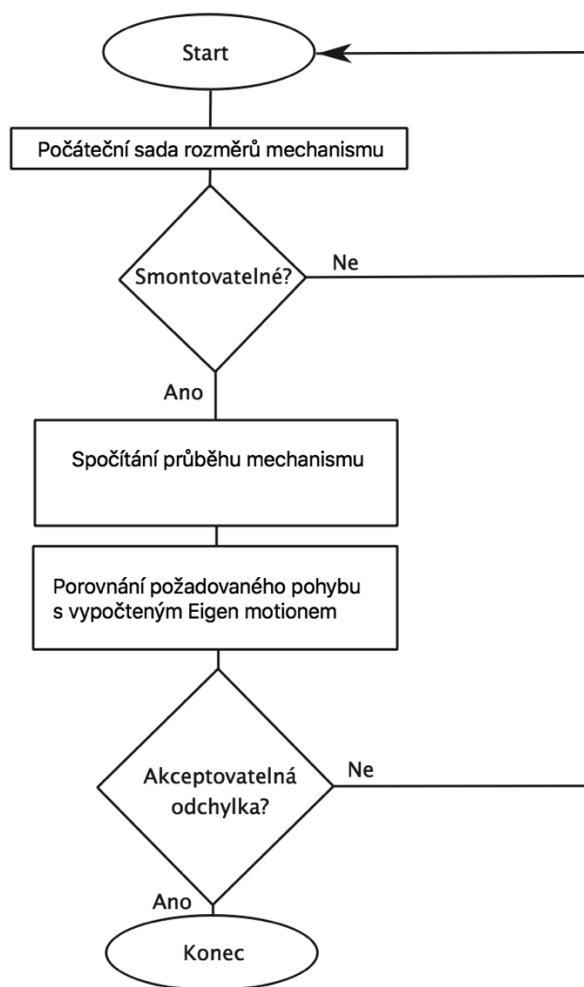 Start
Počáteční sada rozměrů mechanismu
Smontovatelné?
Ne
Ano
Spočítání průběhu mechanismu
Porovnání požadovaného pohybu
s vypočteným Eigen motionem
Akceptovatelná
odchylka?
Ne
Ano
Konec